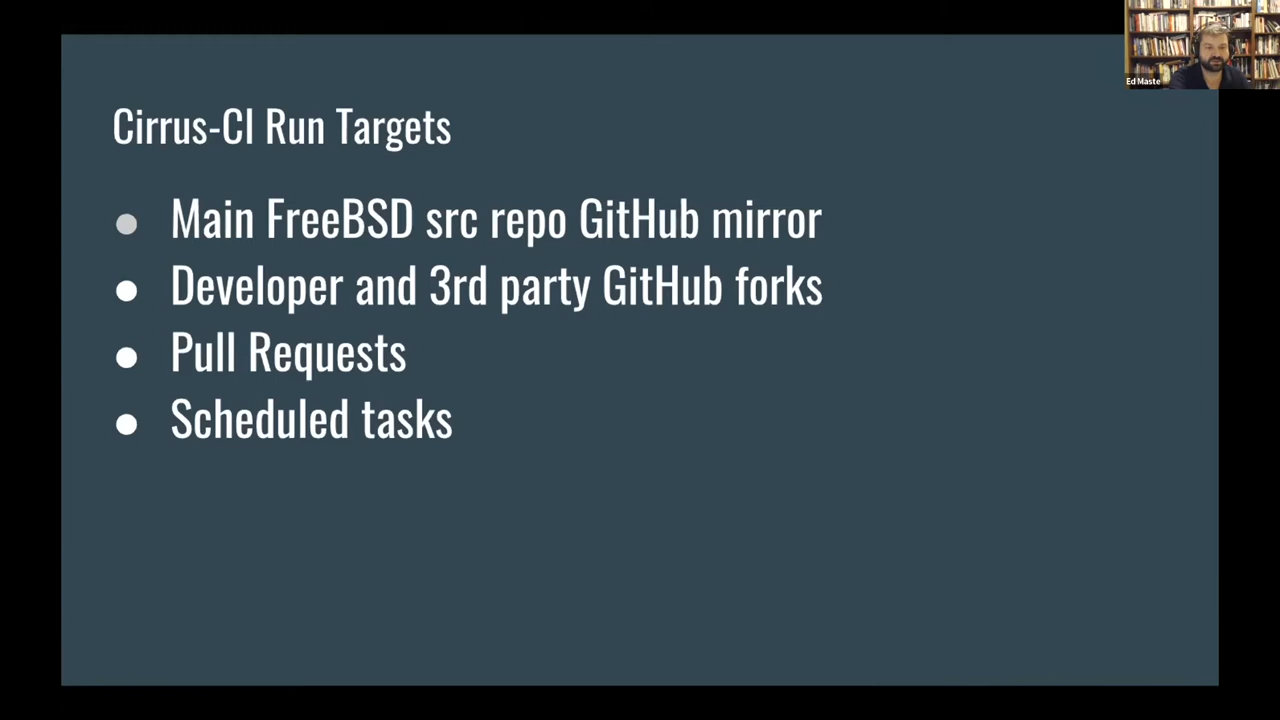 Ed Maste
Cirrus-CI Run Targets
Main FreeBSD src repo GitHub mirror
Developer and 3rd party GitHub forks
Pull Requests
Scheduled tasks